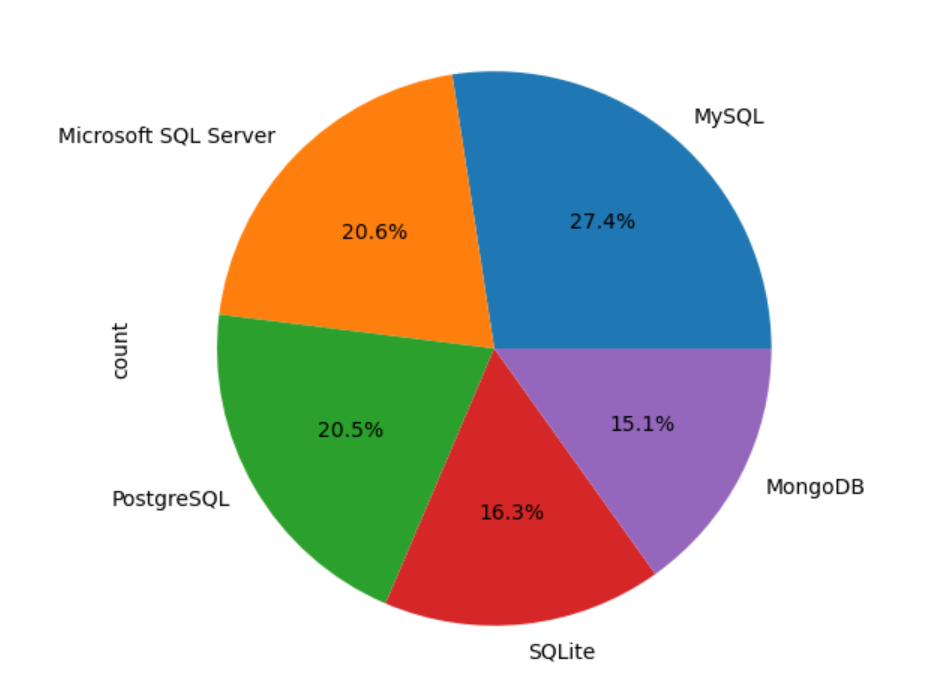 MySQL
Microsoft SQL Server
27.4%
20.6%
count
15.1%
20.5%
MongoDB
PostgreSQL
16.3%
SQLite